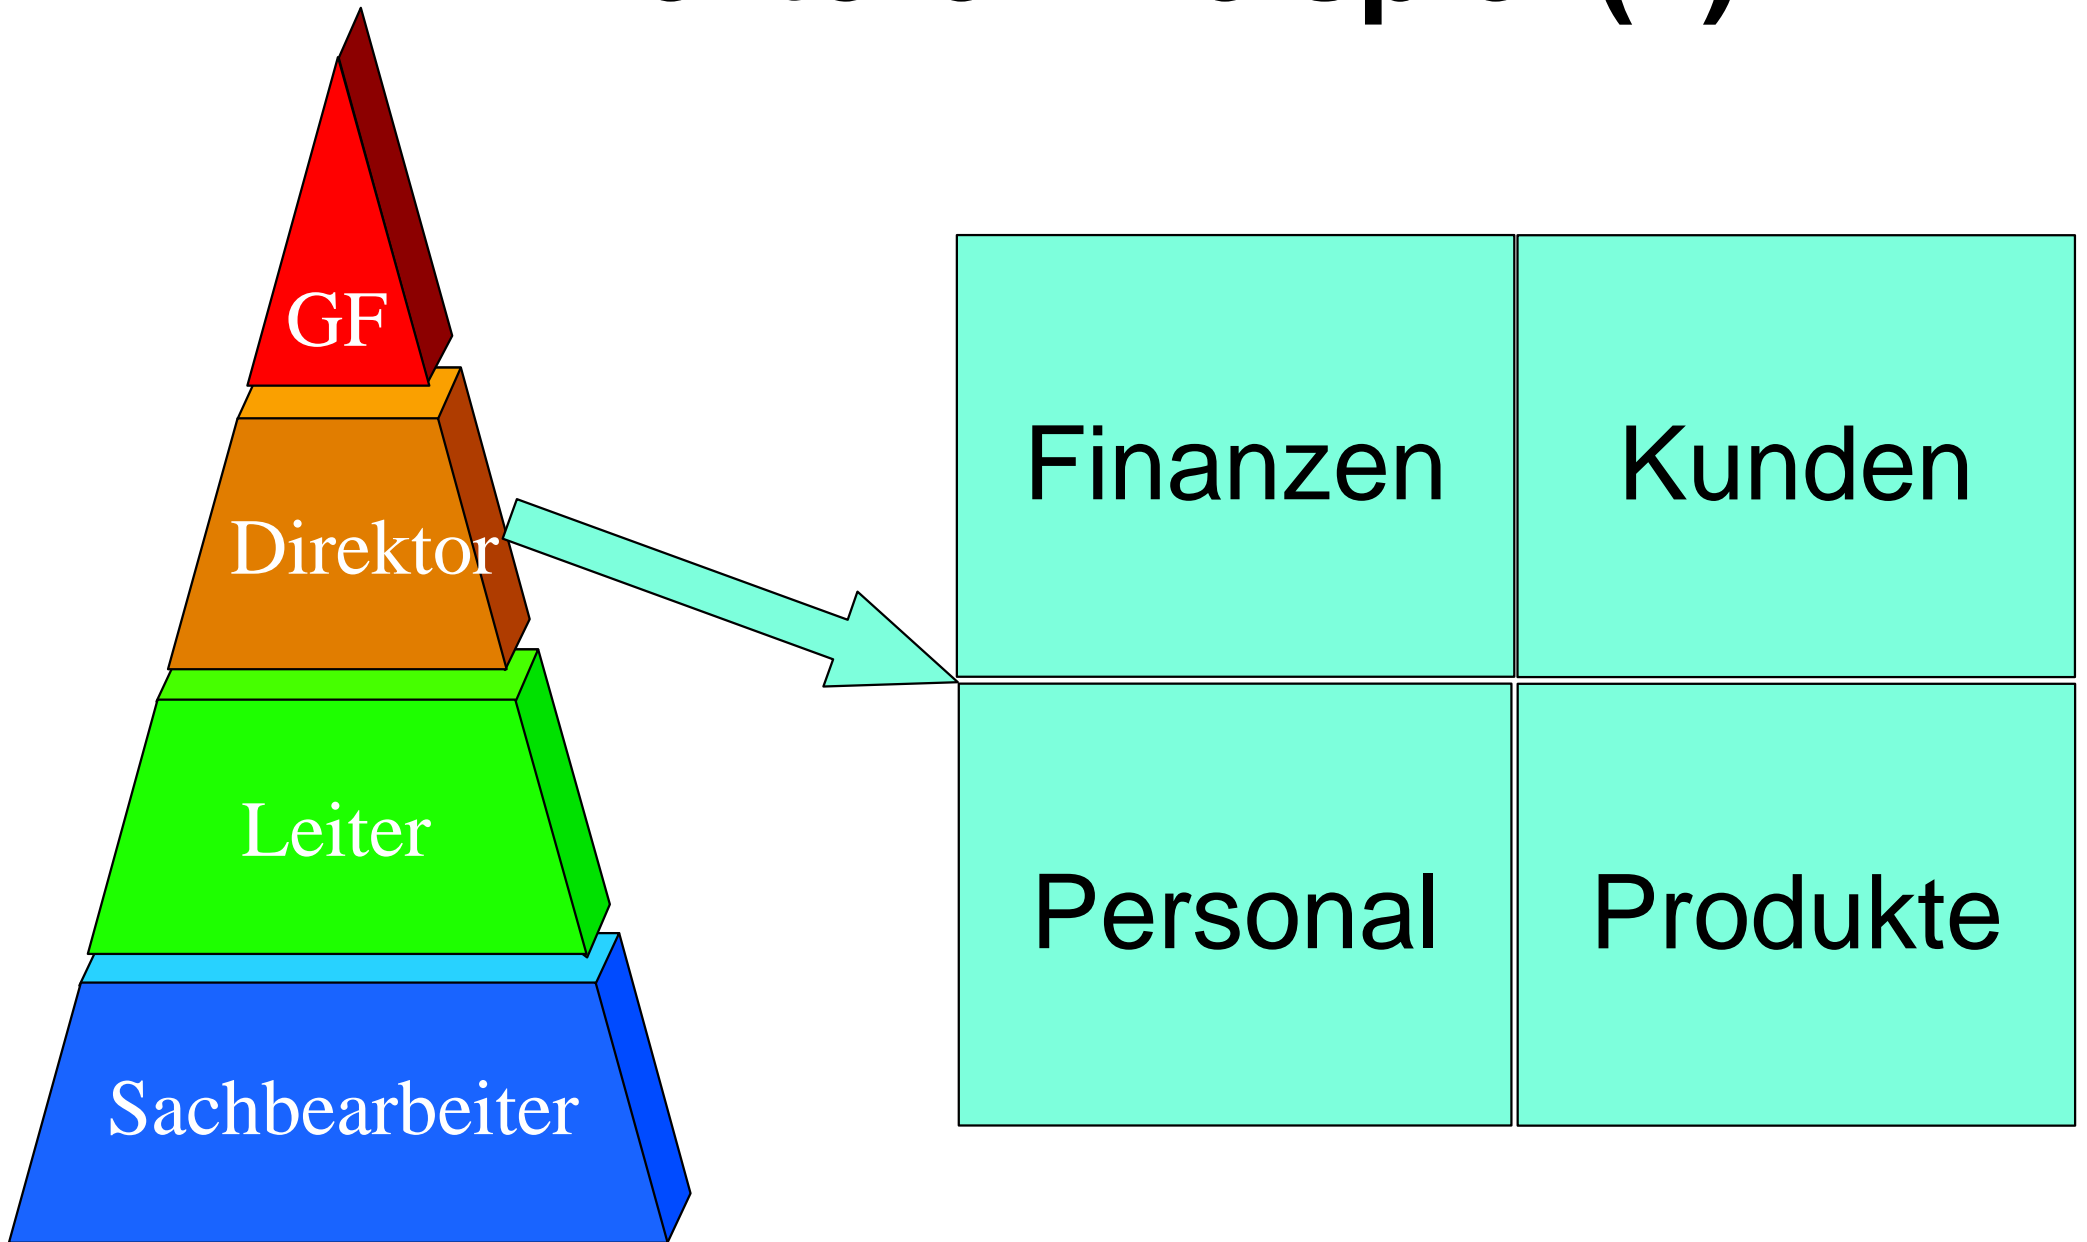 GF
Direktor
Leiter
Sachbearbeiter
Finanzen
Kunden
Personal
Produkte